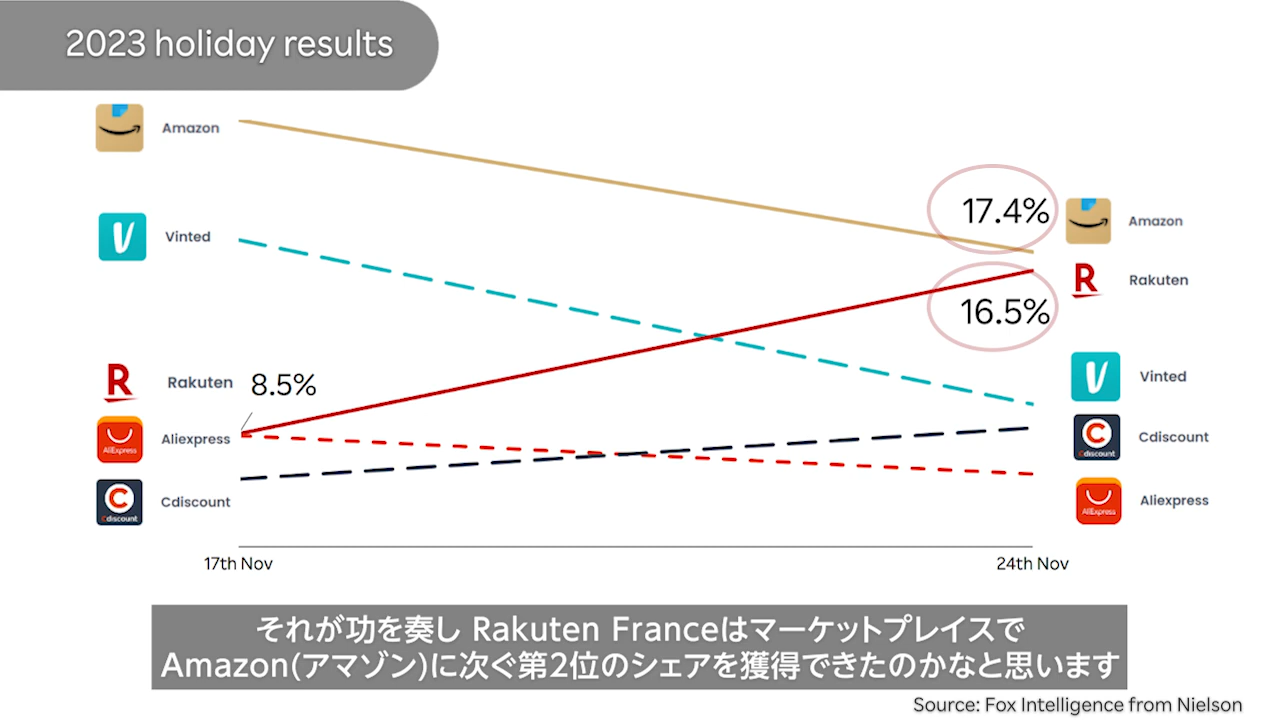 2023 holiday results
Amazon
17.4%
Amazon
V
Vinted
R
Rakuten
16.5%
R
Rakuten
8.5%
V
Vinted
AliExpress
Aliexpress
C
Cdiscount
Cdiscount
C
Cdiscount
Cdiscount
AliExpress
Aliexpress
17th Nov
24th Nov
それが功を奏し Rakuten Franceはマーケットプレイスで
Amazon(アマゾン)に次ぐ第2位のシェアを獲得できたのかなと思います
Source: Fox Intelligence from Nielson